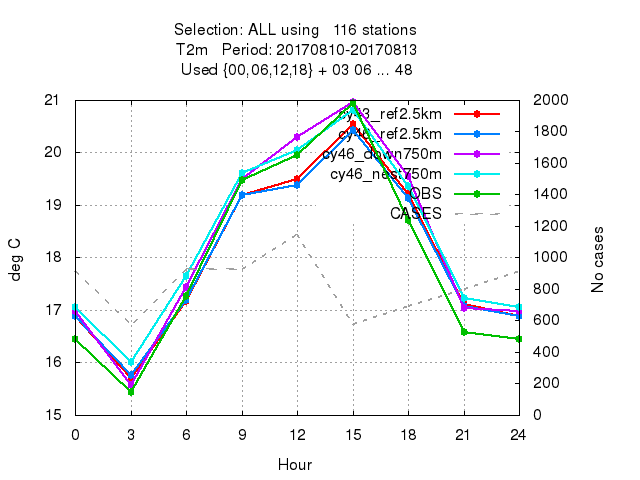 Selection: ALL using 116 stations
T2m Period: 20170810-20170813
Used {00,06,12,18} + 03 06 ... 48
21
20
19
18
17
16
15
deg C
2000
1800
1600
1400
1200
1000
800
600
400
200
0
No cases
cy43_ref2.5km
cy46_ref2.5km
cy46_down750m
cy46_nest750m
OBS
CASES
0 3 6 9 12 15 18 21 24
Hour